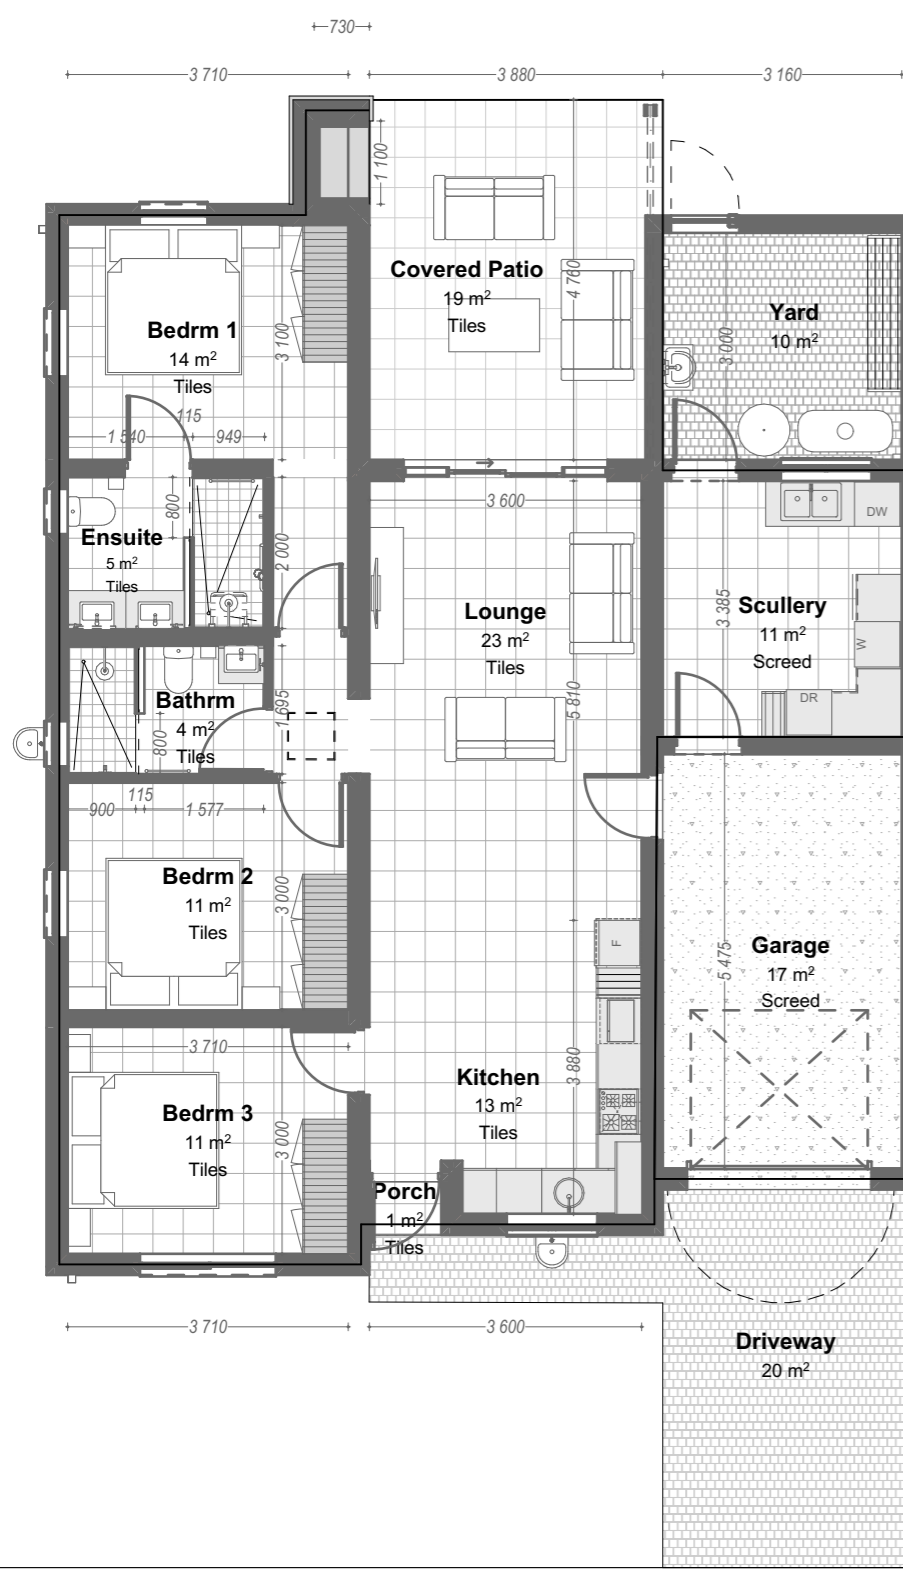 730
3 710
3 880
3 160
1 100
Covered Patio
19 m²
Tiles
4 760
Yard
10 m²
3 000
Bedrm 1
14 m²
Tiles
3 100
115
1 540
949
3 600
800
Ensuite
5 m²
Tiles
2 000
DW
Lounge
23 m²
Tiles
3 385
Scullery
11 m²
Screed
W
DR
Bathrm
4 m²
Tiles
1 695
800
5 810
115
900
1 577
Bedrm 2
11 m²
Tiles
3 000
F
Garage
17 m²
Screed
5 475
3 710
Kitchen
13 m²
Tiles
3 880
Bedrm 3
11 m²
Tiles
3 000
Porch
1 m²
Tiles
3 710
3 600
Driveway
20 m²